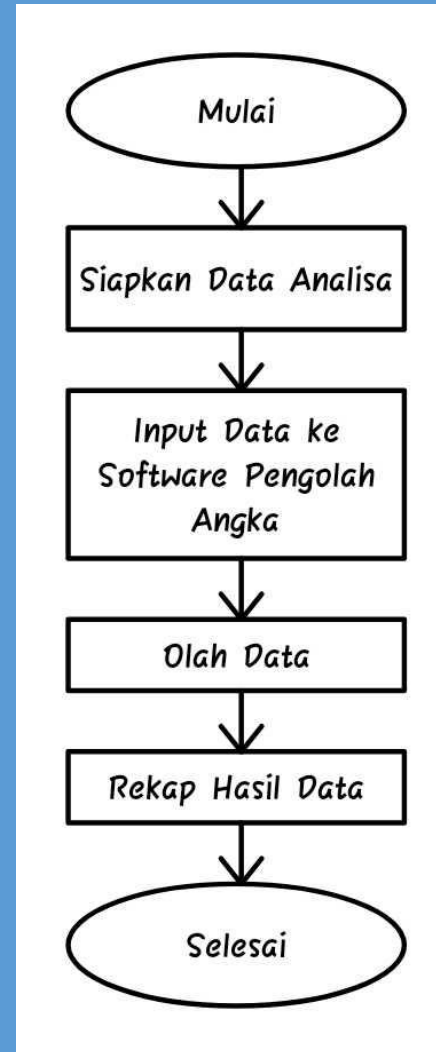 Mulai
Siapkan Data Analisa
Input Data ke
Software Pengolah
Angka
Olah Data
Rekap Hasil Data
Selesai